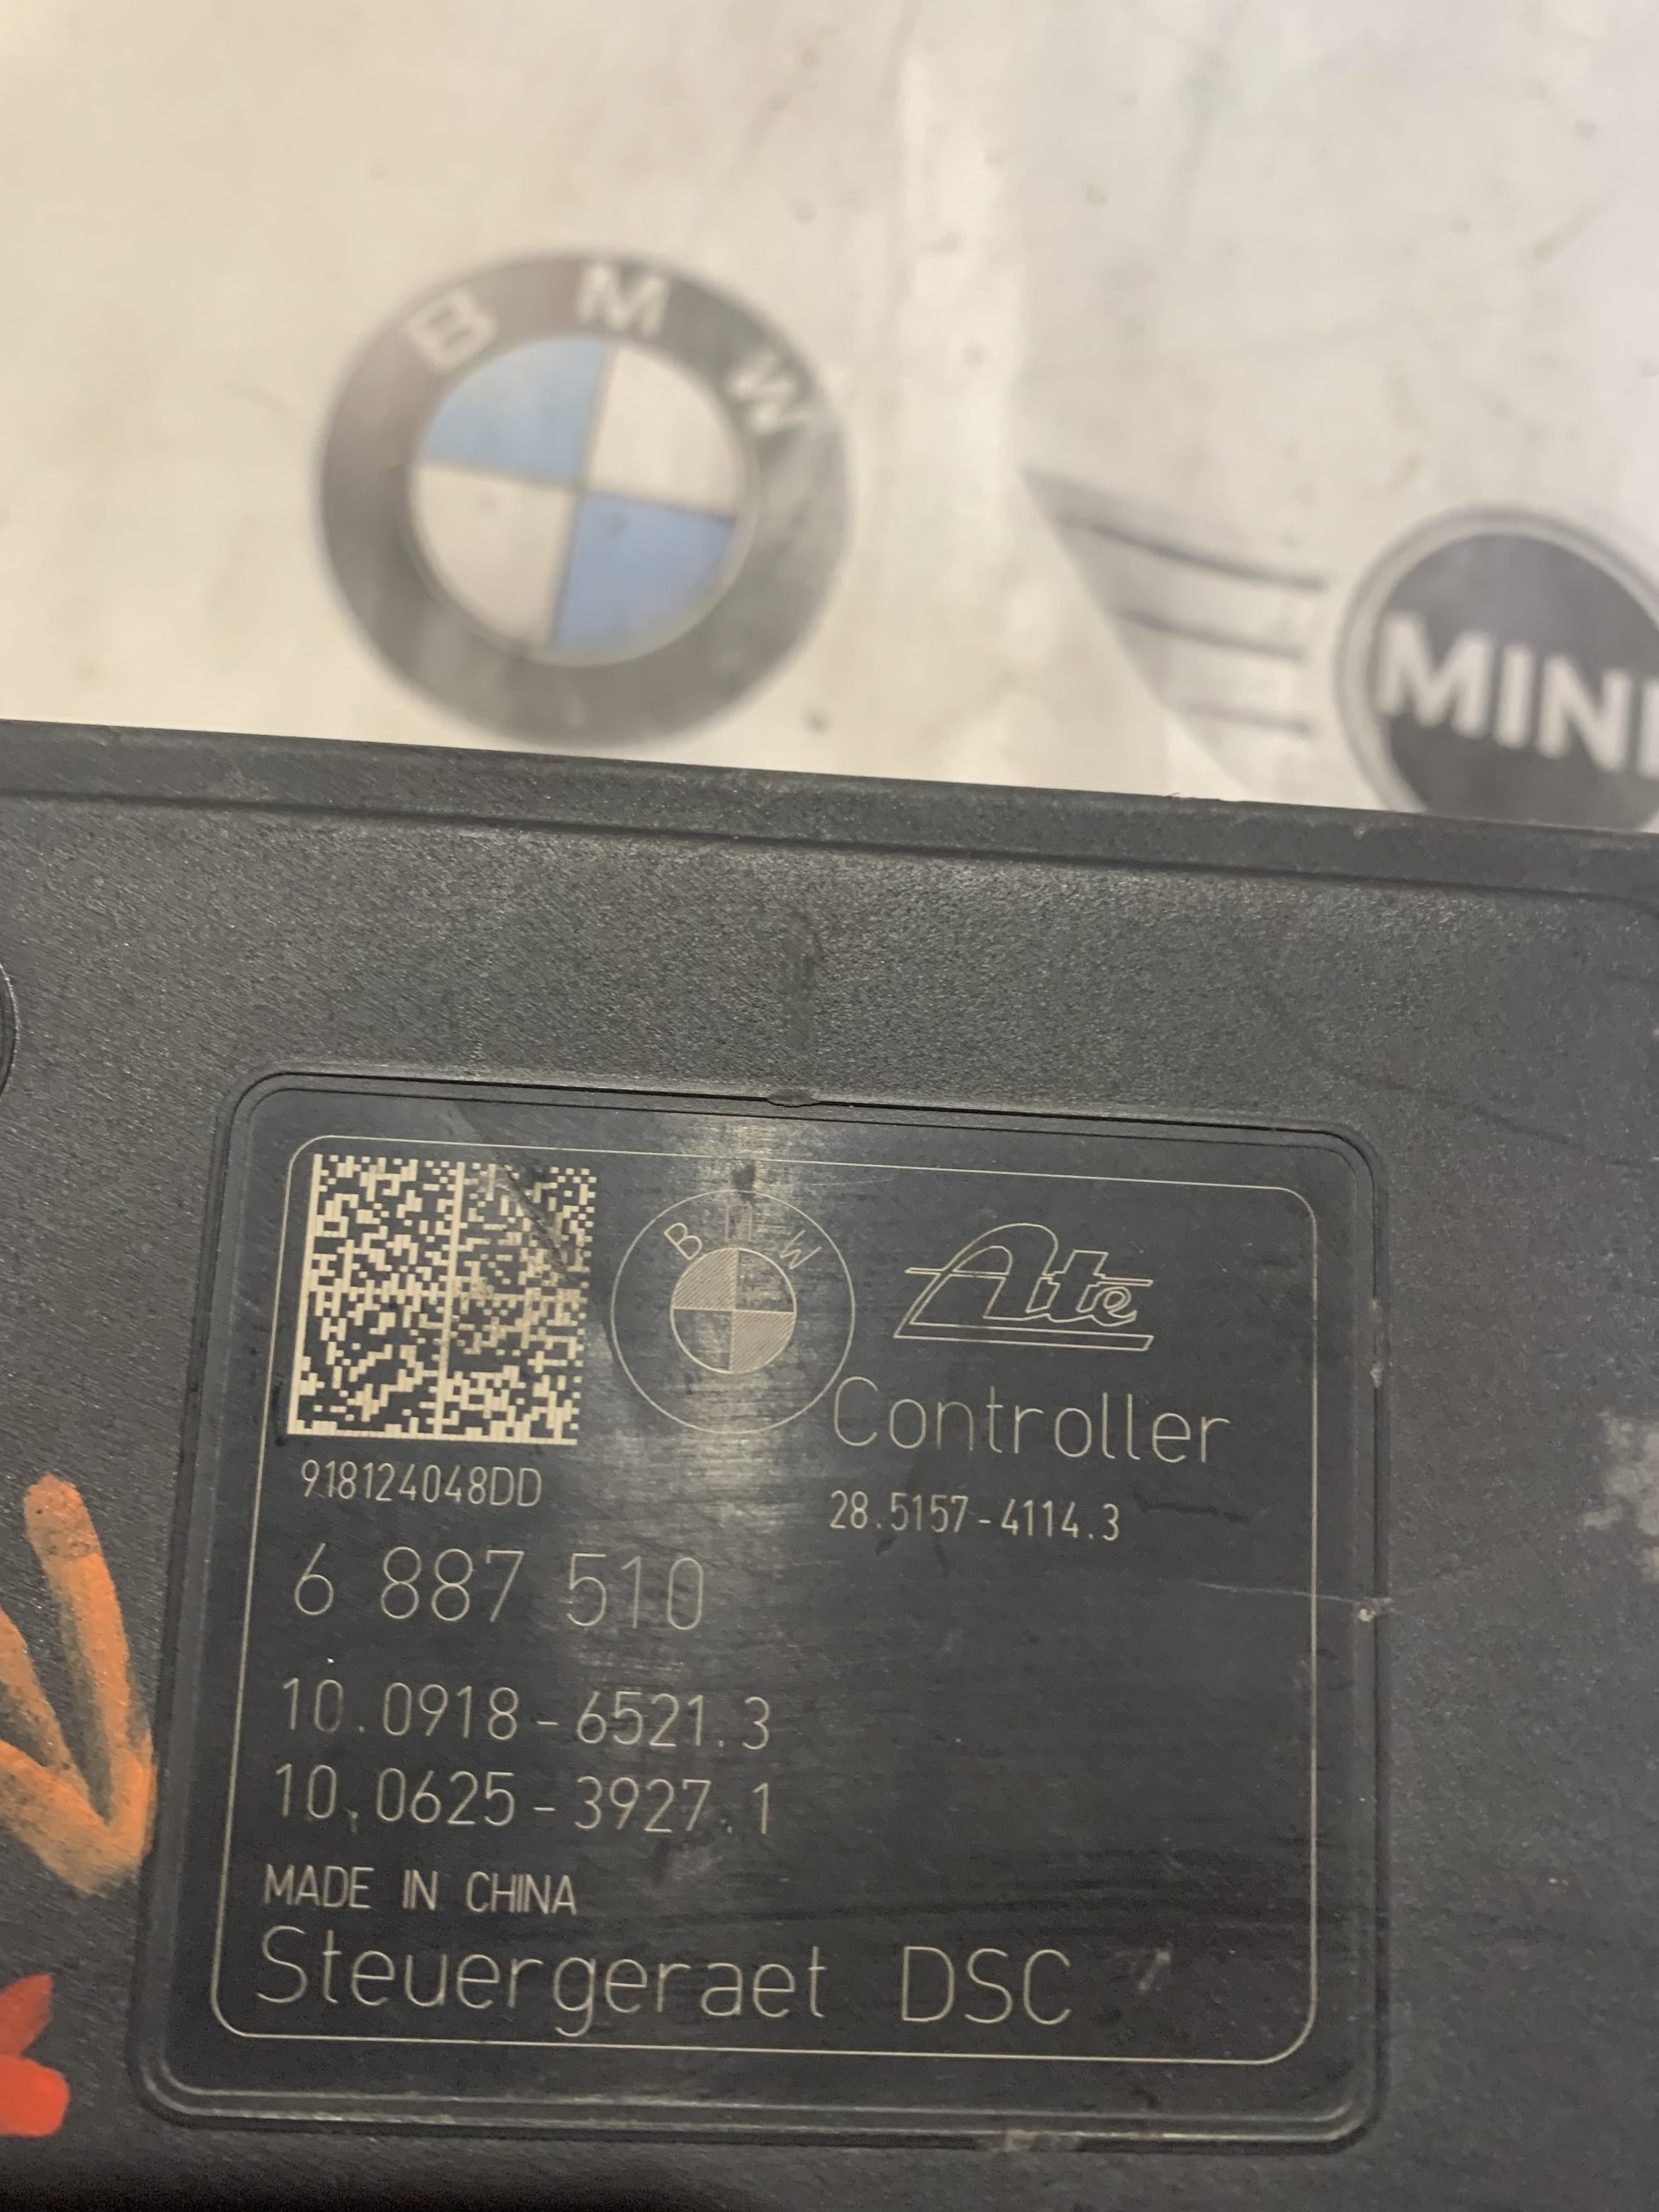 BMW
MINI
BMW
Ate
Controller
918124048DD
28.5157-4114.3
6 887 510
10.0918-6521.3
10.0625-3927.1
MADE IN CHINA
Steuergeraet DSC